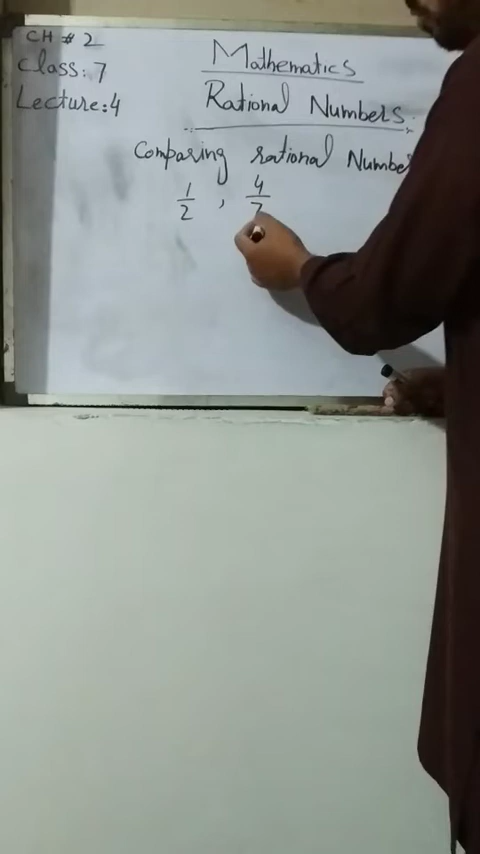 CH # 2
Class: 7
Lecture: 4
Mathematics
Rational Numbers
Comparing rational Number
1/2 , 4/7